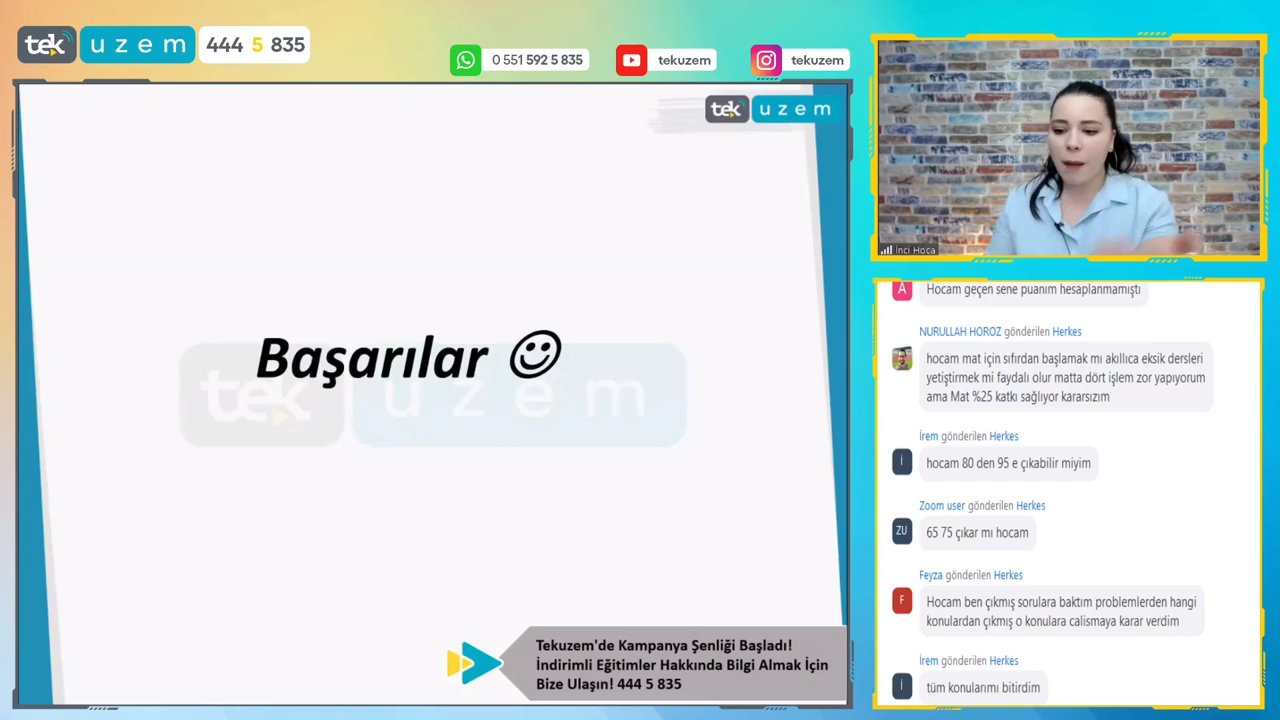 tek uzem 444 5 835
0 551 592 5 835
tekuzem
tekuzem
tek uzem
Başarılar
tek uzem
Tekuzem'de Kampanya Şenliği Başladı!
İndirimli Eğitimler Hakkında Bilgi Almak İçin
Bize Ulaşın! 444 5 835
İnci Hoca
A
Hocam geçen sene puanım hesaplanmamıştı
NURULLAH HOROZ gönderilen Herkes
hocam mat için sıfırdan başlamak mı akıllıca eksik dersleri
yetiştirmek mi faydalı olur matta dört işlem zor yapıyorum
ama Mat %25 katkı sağlıyor kararsızım
İrem gönderilen Herkes
İ
hocam 80 den 95 e çıkabilir miyim
Zoom user gönderilen Herkes
ZU
65 75 çıkar mı hocam
Feyza gönderilen Herkes
F
Hocam ben çıkmış sorulara baktım problemlerden hangi
konulardan çıkmış o konulara calismaya karar verdim
İrem gönderilen Herkes
İ
tüm konularımı bitirdim